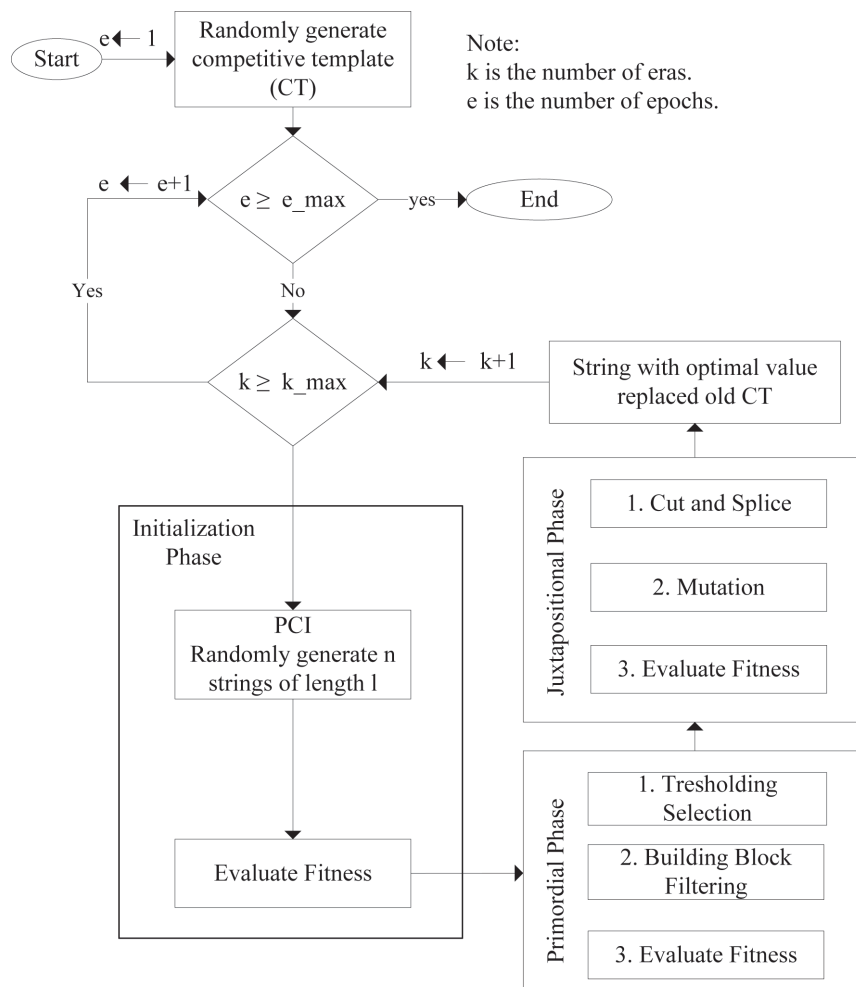 Start
e ← 1
Randomly generate
competitive template
(CT)
Note:
k is the number of eras.
e is the number of epochs.
e ← e+1
e ≥ e_max
yes
End
Yes
No
k ≥ k_max
k ← k+1
String with optimal value
replaced old CT
Initialization
Phase
PCI
Randomly generate n
strings of length l
Evaluate Fitness
Juxtapositional Phase
1. Cut and Splice
2. Mutation
3. Evaluate Fitness
Primordial Phase
1. Tresholding
Selection
2. Building Block
Filtering
3. Evaluate Fitness